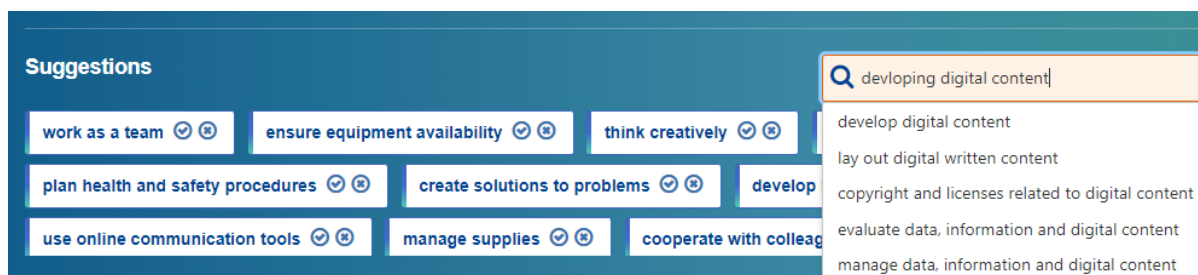 Suggestions
devloping digital content
work as a team
ensure equipment availability
think creatively
plan health and safety procedures
create solutions to problems
develop
use online communication tools
manage supplies
cooperate with colleag
develop digital content
lay out digital written content
copyright and licenses related to digital content
evaluate data, information and digital content
manage data, information and digital content